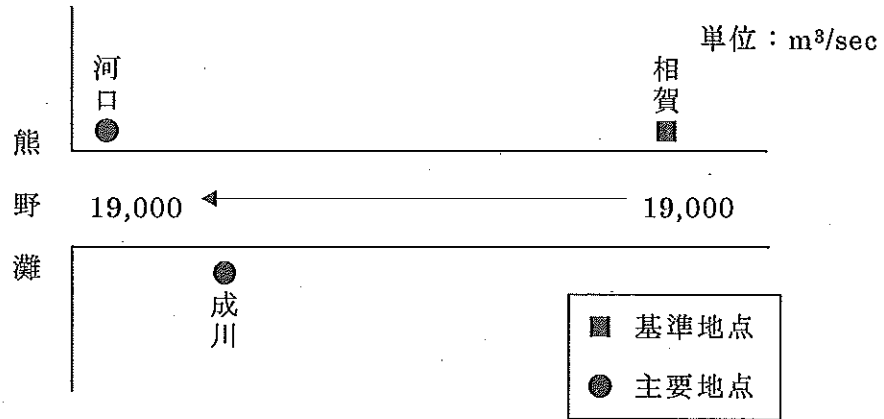 単位：m³/sec
河口
相賀
熊野灘
19,000
19,000
成川
■ 基準地点
● 主要地点